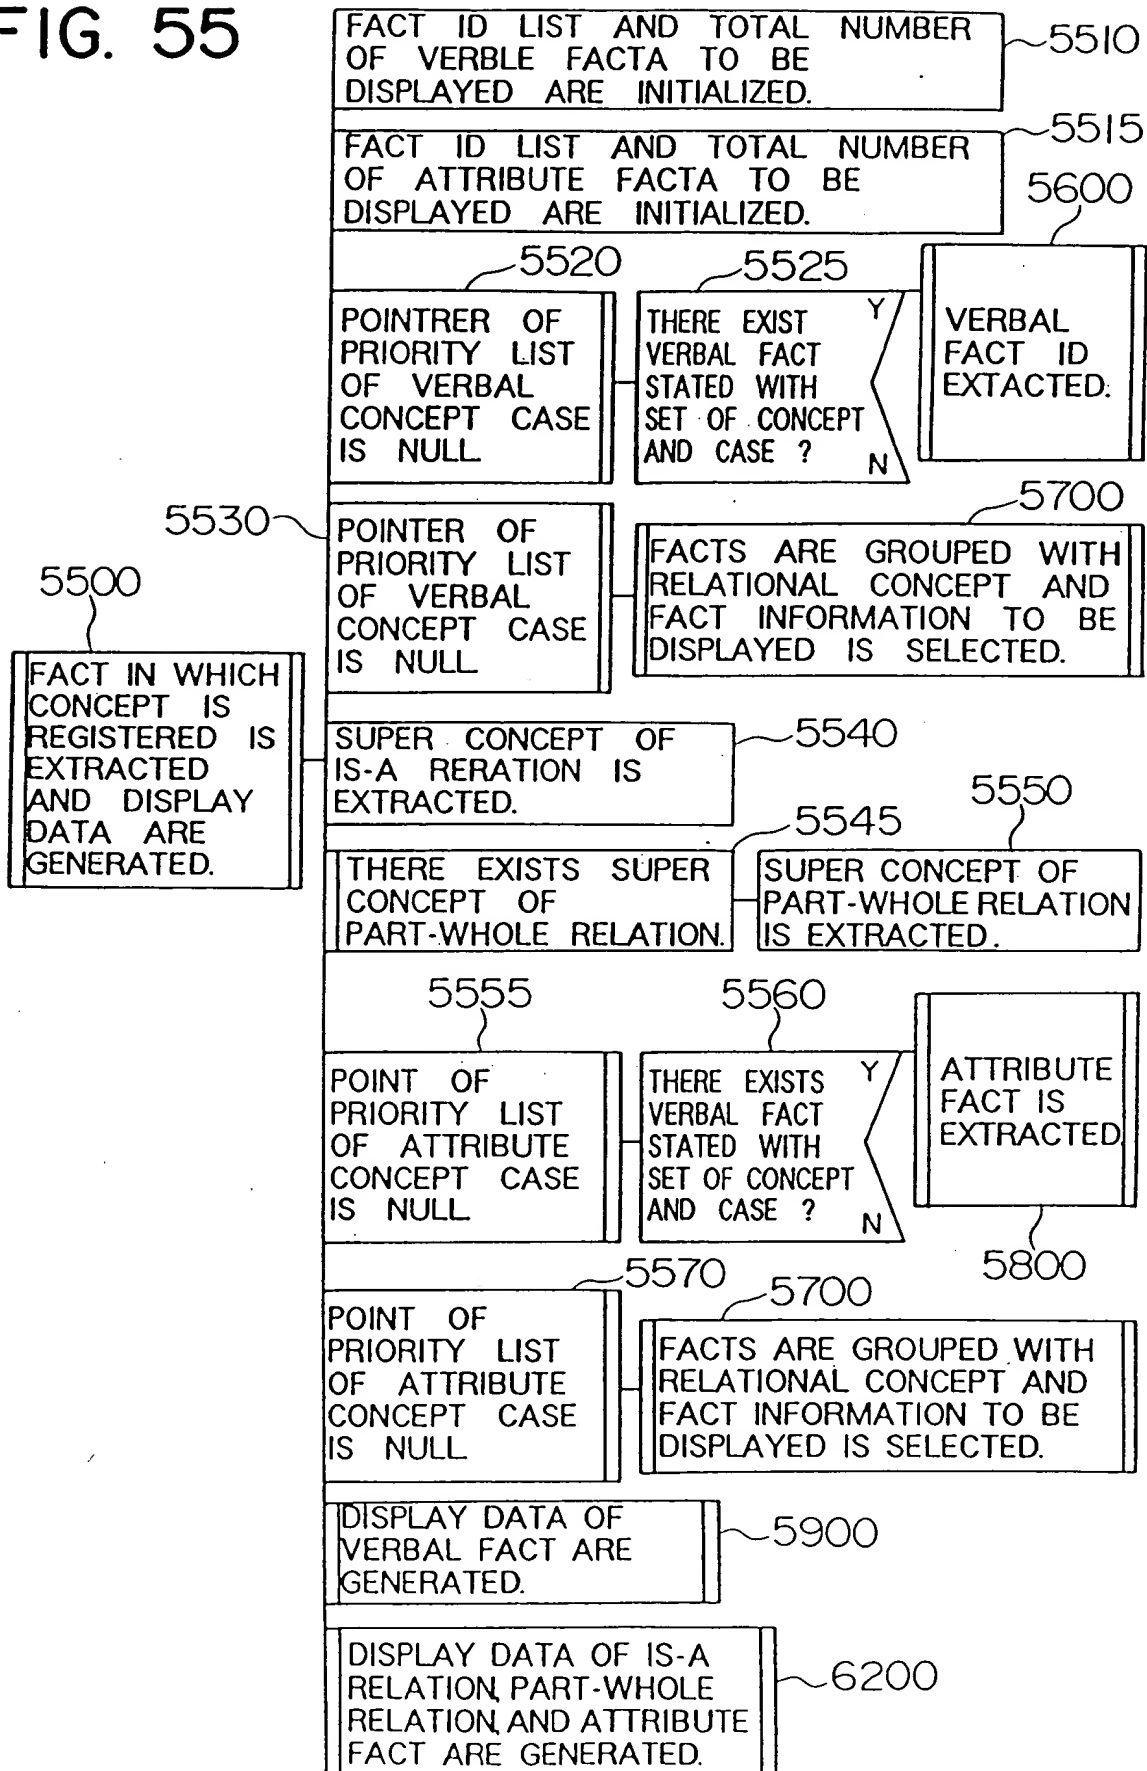 FIG. 55
FACT ID LIST AND TOTAL NUMBER
OF VERBLE FACTA TO BE
DISPLAYED ARE INITIALIZED.
5510
FACT ID LIST AND TOTAL NUMBER
OF ATTRIBUTE FACTA TO BE
DISPLAYED ARE INITIALIZED.
5515
5520
POINTRER OF
PRIORITY LIST
OF VERBAL
CONCEPT CASE
IS NULL
5525
THERE EXIST
VERBAL FACT
STATED WITH
SET OF CONCEPT
AND CASE ?
Y
N
5600
VERBAL
FACT ID
EXTACTED.
5530
POINTER OF
PRIORITY LIST
OF VERBAL
CONCEPT CASE
IS NULL
5700
FACTS ARE GROUPED WITH
RELATIONAL CONCEPT AND
FACT INFORMATION TO BE
DISPLAYED IS SELECTED.
5500
FACT IN WHICH
CONCEPT IS
REGISTERED IS
EXTRACTED
AND DISPLAY
DATA ARE
GENERATED.
SUPER CONCEPT OF
IS-A RERATION IS
EXTRACTED.
5540
5545
THERE EXISTS SUPER
CONCEPT OF
PART-WHOLE RELATION.
5550
SUPER CONCEPT OF
PART-WHOLE RELATION
IS EXTRACTED.
5555
POINT OF
PRIORITY LIST
OF ATTRIBUTE
CONCEPT CASE
IS NULL
5560
THERE EXISTS
VERBAL FACT
STATED WITH
SET OF CONCEPT
AND CASE ?
Y
N
ATTRIBUTE
FACT IS
EXTRACTED
5800
5570
POINT OF
PRIORITY LIST
OF ATTRIBUTE
CONCEPT CASE
IS NULL
5700
FACTS ARE GROUPED WITH
RELATIONAL CONCEPT AND
FACT INFORMATION TO BE
DISPLAYED IS SELECTED.
DISPLAY DATA OF
VERBAL FACT ARE
GENERATED.
5900
DISPLAY DATA OF IS-A
RELATION, PART-WHOLE
RELATION, AND ATTRIBUTE
FACT ARE GENERATED.
6200